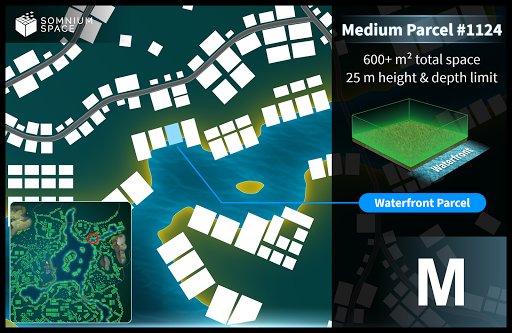 SOMNIUM
SPACE
Medium Parcel #1124
600+ m² total space
25 m height & depth limit
Waterfront
Waterfront Parcel
M